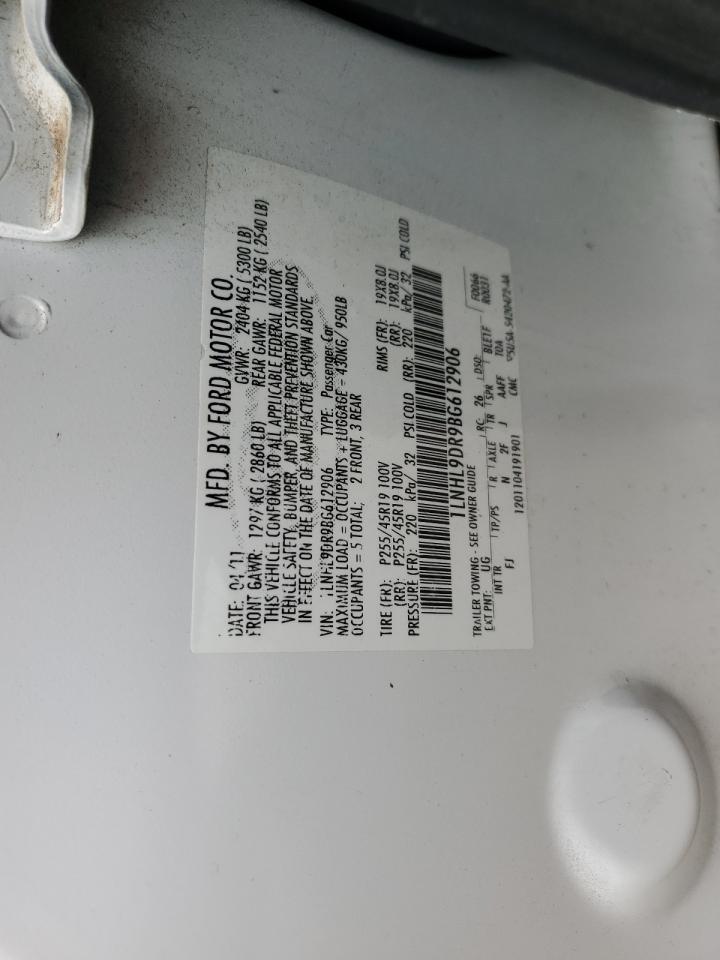 MFD. BY FORD MOTOR CO.
DATE: 04/11 GVWR: 2404 KG ( 5300 LB)
FRONT GAWR: 1297 KG ( 2860 LB) REAR GAWR: 1152 KG ( 2540 LB)
THIS VEHICLE CONFORMS TO ALL APPLICABLE FEDERAL MOTOR
VEHICLE SAFETY, BUMPER, AND THEFT PREVENTION STANDARDS
IN EFFECT ON THE DATE OF MANUFACTURE SHOWN ABOVE.
VIN: 1LNHL9DR9BG612906 TYPE: Passenger Car
MAXIMUM LOAD = OCCUPANTS + LUGGAGE = 430KG/ 950LB
OCCUPANTS = 5 TOTAL; 2 FRONT, 3 REAR
TIRE (FR): P255/45R19 100V RIMS (FR): 19X8.0J
(RR): P255/45R19 100V (RR): 19X8.0J
PRESSURE (FR): 220 kPa/ 32 PSI COLD (RR): 220 kPa/ 32 PSI COLD
1LNHL9DR9BG612906
TRAILER TOWING - SEE OWNER GUIDE F0066
EXT PNT: UG RC: 26 DSO: R0031
INT TR TP/PS R AXLE TR SPR BLETF
FJ N 2F J AAFF TOA
1201104191901 CMC 5U5A-5420472-AA